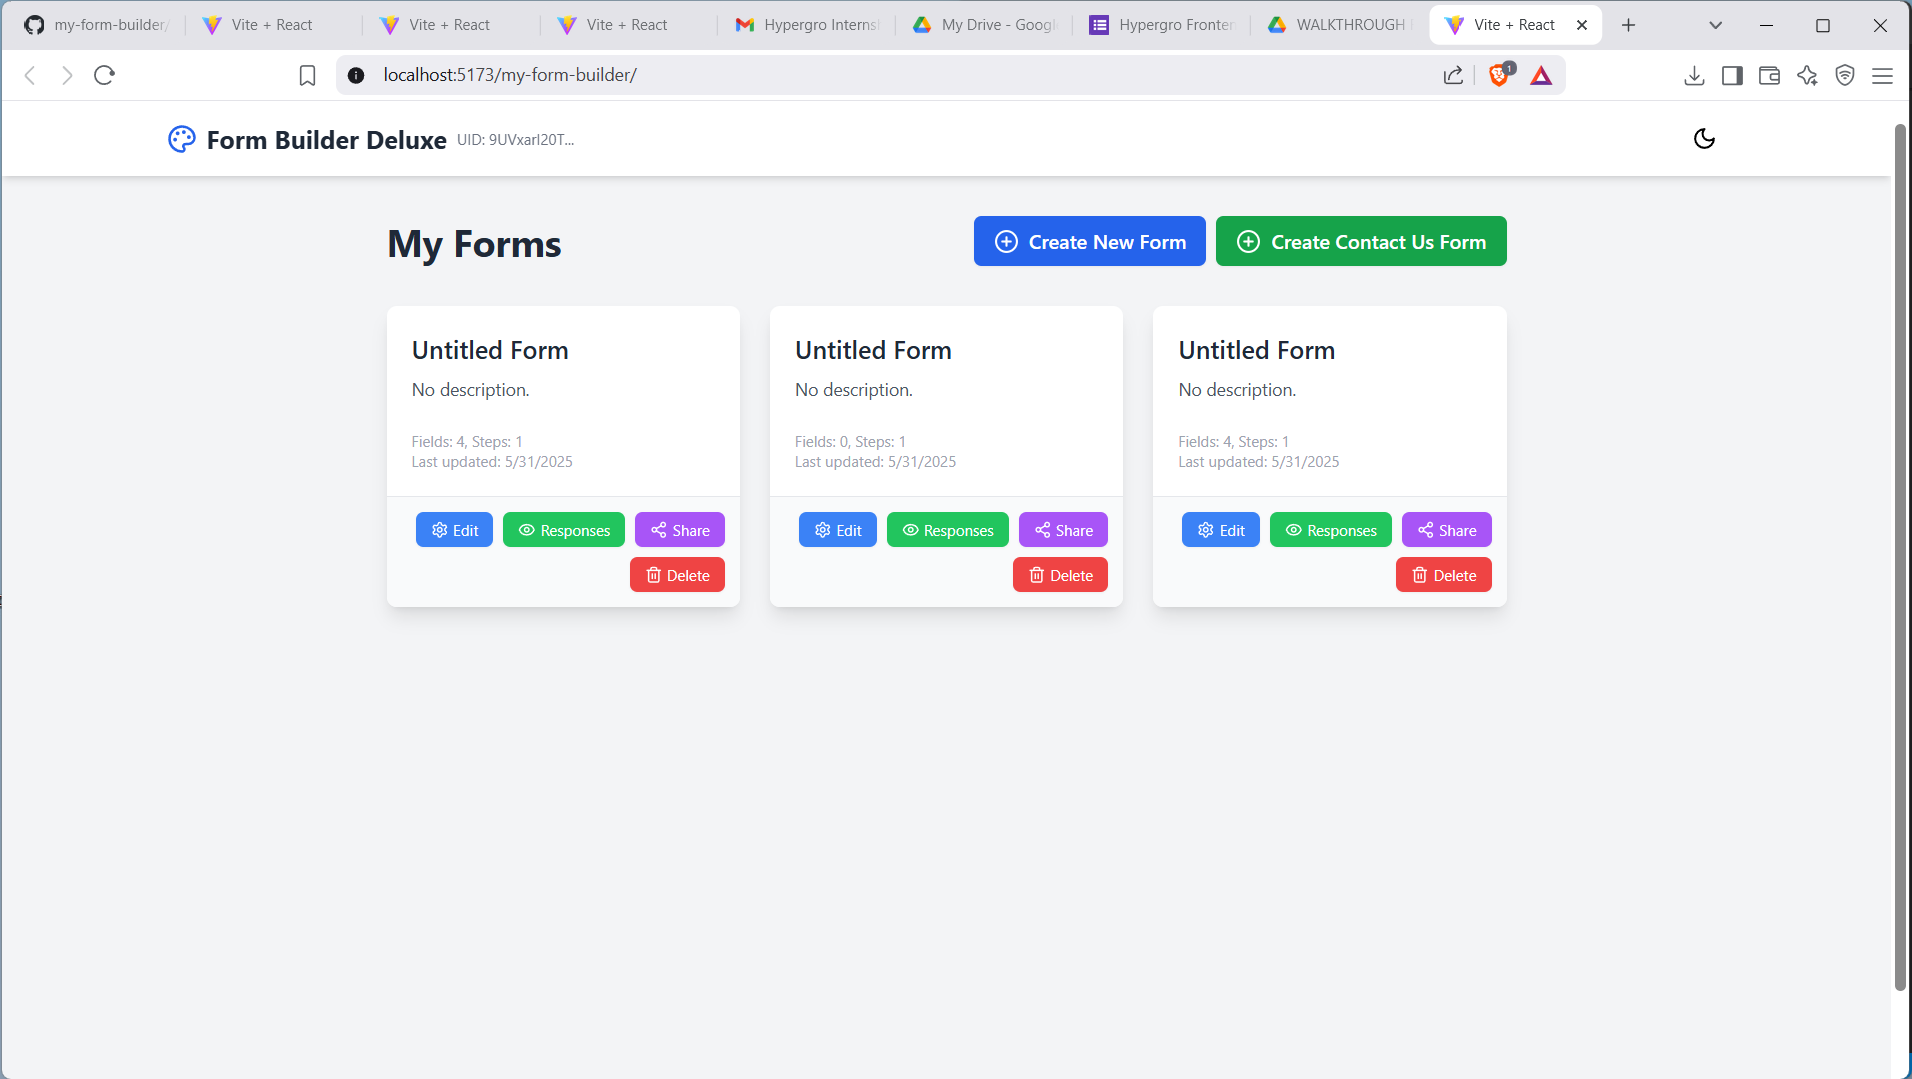 my-form-builder/
Vite + React
Vite + React
Vite + React
Hypergro Interns
My Drive - Googl
Hypergro Fronten
WALKTHROUGH
Vite + React
localhost:5173/my-form-builder/
1
Form Builder Deluxe
UID: 9UVxarI20T...
My Forms
Create New Form
Create Contact Us Form
Untitled Form
No description.
Fields: 4, Steps: 1
Last updated: 5/31/2025
Edit
Responses
Share
Delete
Untitled Form
No description.
Fields: 0, Steps: 1
Last updated: 5/31/2025
Edit
Responses
Share
Delete
Untitled Form
No description.
Fields: 4, Steps: 1
Last updated: 5/31/2025
Edit
Responses
Share
Delete